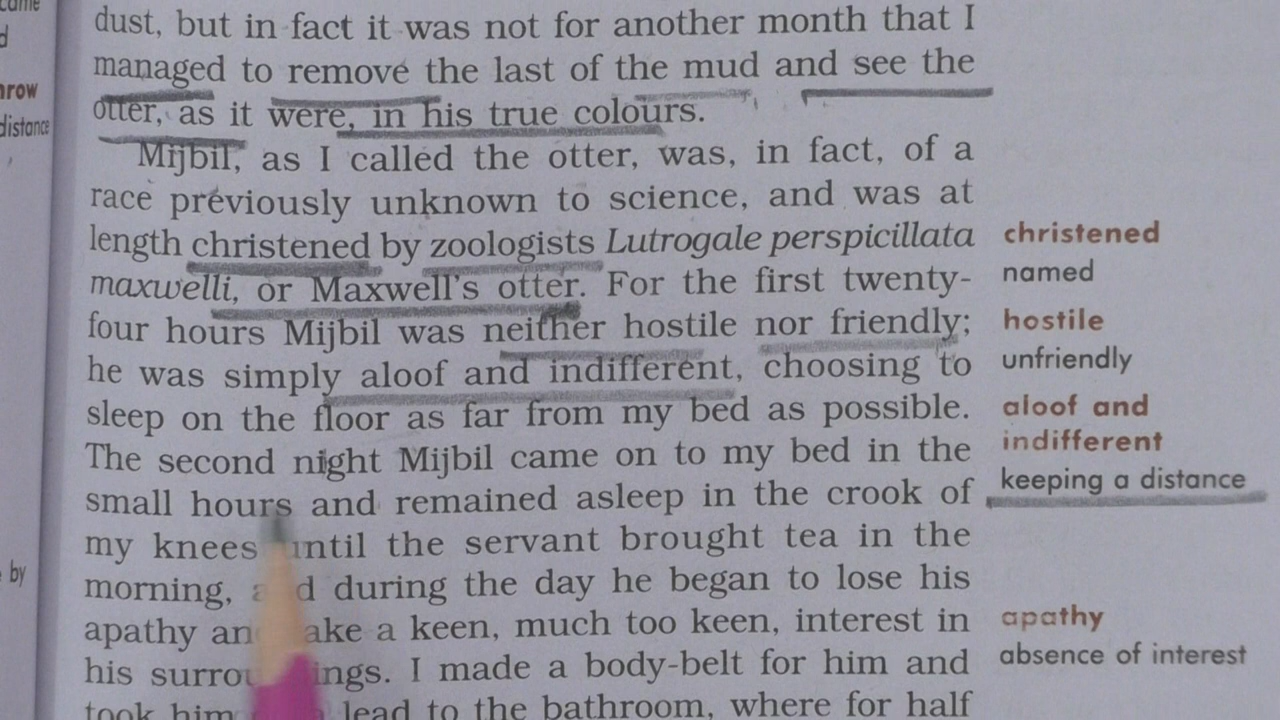 dust, but in fact it was not for another month that I
managed to remove the last of the mud and see the
otter, as it were, in his true colours.
Mijbil, as I called the otter, was, in fact, of a
race previously unknown to science, and was at
length christened by zoologists Lutrogale perspicillata
maxwelli, or Maxwell's otter. For the first twenty-
four hours Mijbil was neither hostile nor friendly;
he was simply aloof and indifferent, choosing to
sleep on the floor as far from my bed as possible.
The second night Mijbil came on to my bed in the
small hours and remained asleep in the crook of
my knees until the servant brought tea in the
morning, and during the day he began to lose his
apathy and take a keen, much too keen, interest in
his surroundings. I made a body-belt for him and
took him lead to the bathroom, where for half
christened
named
hostile
unfriendly
aloof and
indifferent
keeping a distance
apathy
absence of interest
distance
by